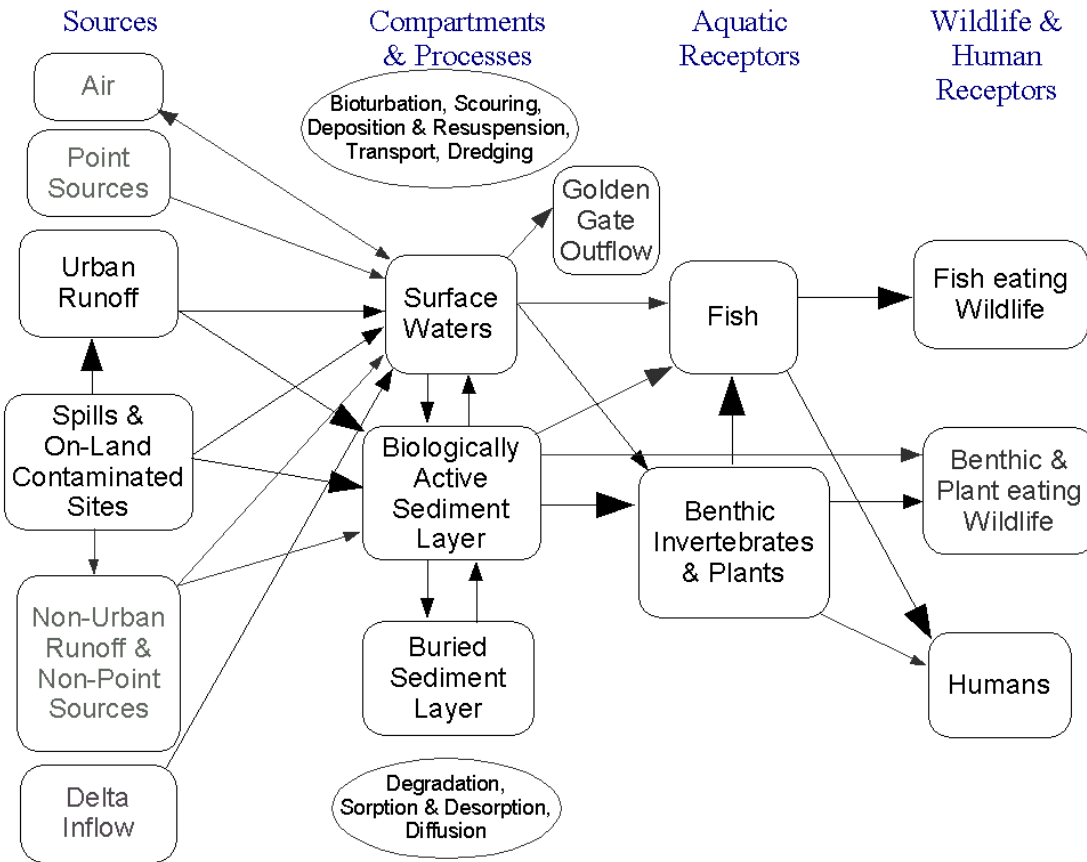 Sources
Compartments
& Processes
Aquatic
Receptors
Wildlife &
Human
Receptors
Air
Point
Sources
Urban
Runoff
Spills &
On-Land
Contaminated
Sites
Non-Urban
Runoff &
Non-Point
Sources
Delta
Inflow
Bioturbation, Scouring,
Deposition & Resuspension,
Transport, Dredging
Golden
Gate
Outflow
Surface
Waters
Biologically
Active
Sediment
Layer
Buried
Sediment
Layer
Degradation,
Sorption & Desorption,
Diffusion
Fish
Benthic
Invertebrates
& Plants
Fish eating
Wildlife
Benthic &
Plant eating
Wildlife
Humans